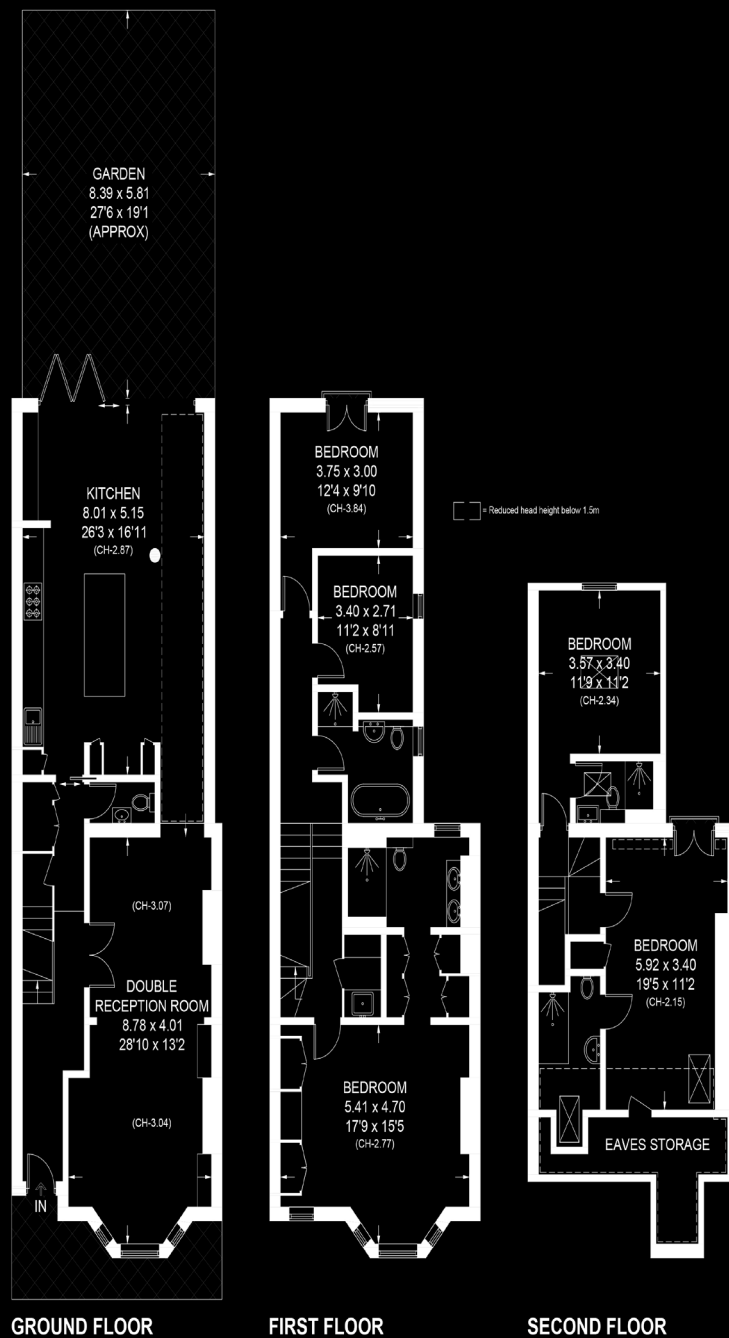 GARDEN
8.39 x 5.81
27'6 x 19'1
(APPROX)
KITCHEN
8.01 x 5.15
26'3 x 16'11
(CH-2.87)
(CH-3.07)
DOUBLE
RECEPTION ROOM
8.78 x 4.01
28'10 x 13'2
(CH-3.04)
IN
GROUND FLOOR
BEDROOM
3.75 x 3.00
12'4 x 9'10
(CH-3.64)
BEDROOM
3.40 x 2.71
11'2 x 8'11
(CH-2.57)
BEDROOM
5.41 x 4.70
17'9 x 15'5
(CH-2.77)
FIRST FLOOR
= Reduced head height below 1.5m
BEDROOM
3.57 x 3.40
11'9 x 11'2
(CH-2.34)
BEDROOM
5.92 x 3.40
19'5 x 11'2
(CH-2.15)
EAVES STORAGE
SECOND FLOOR